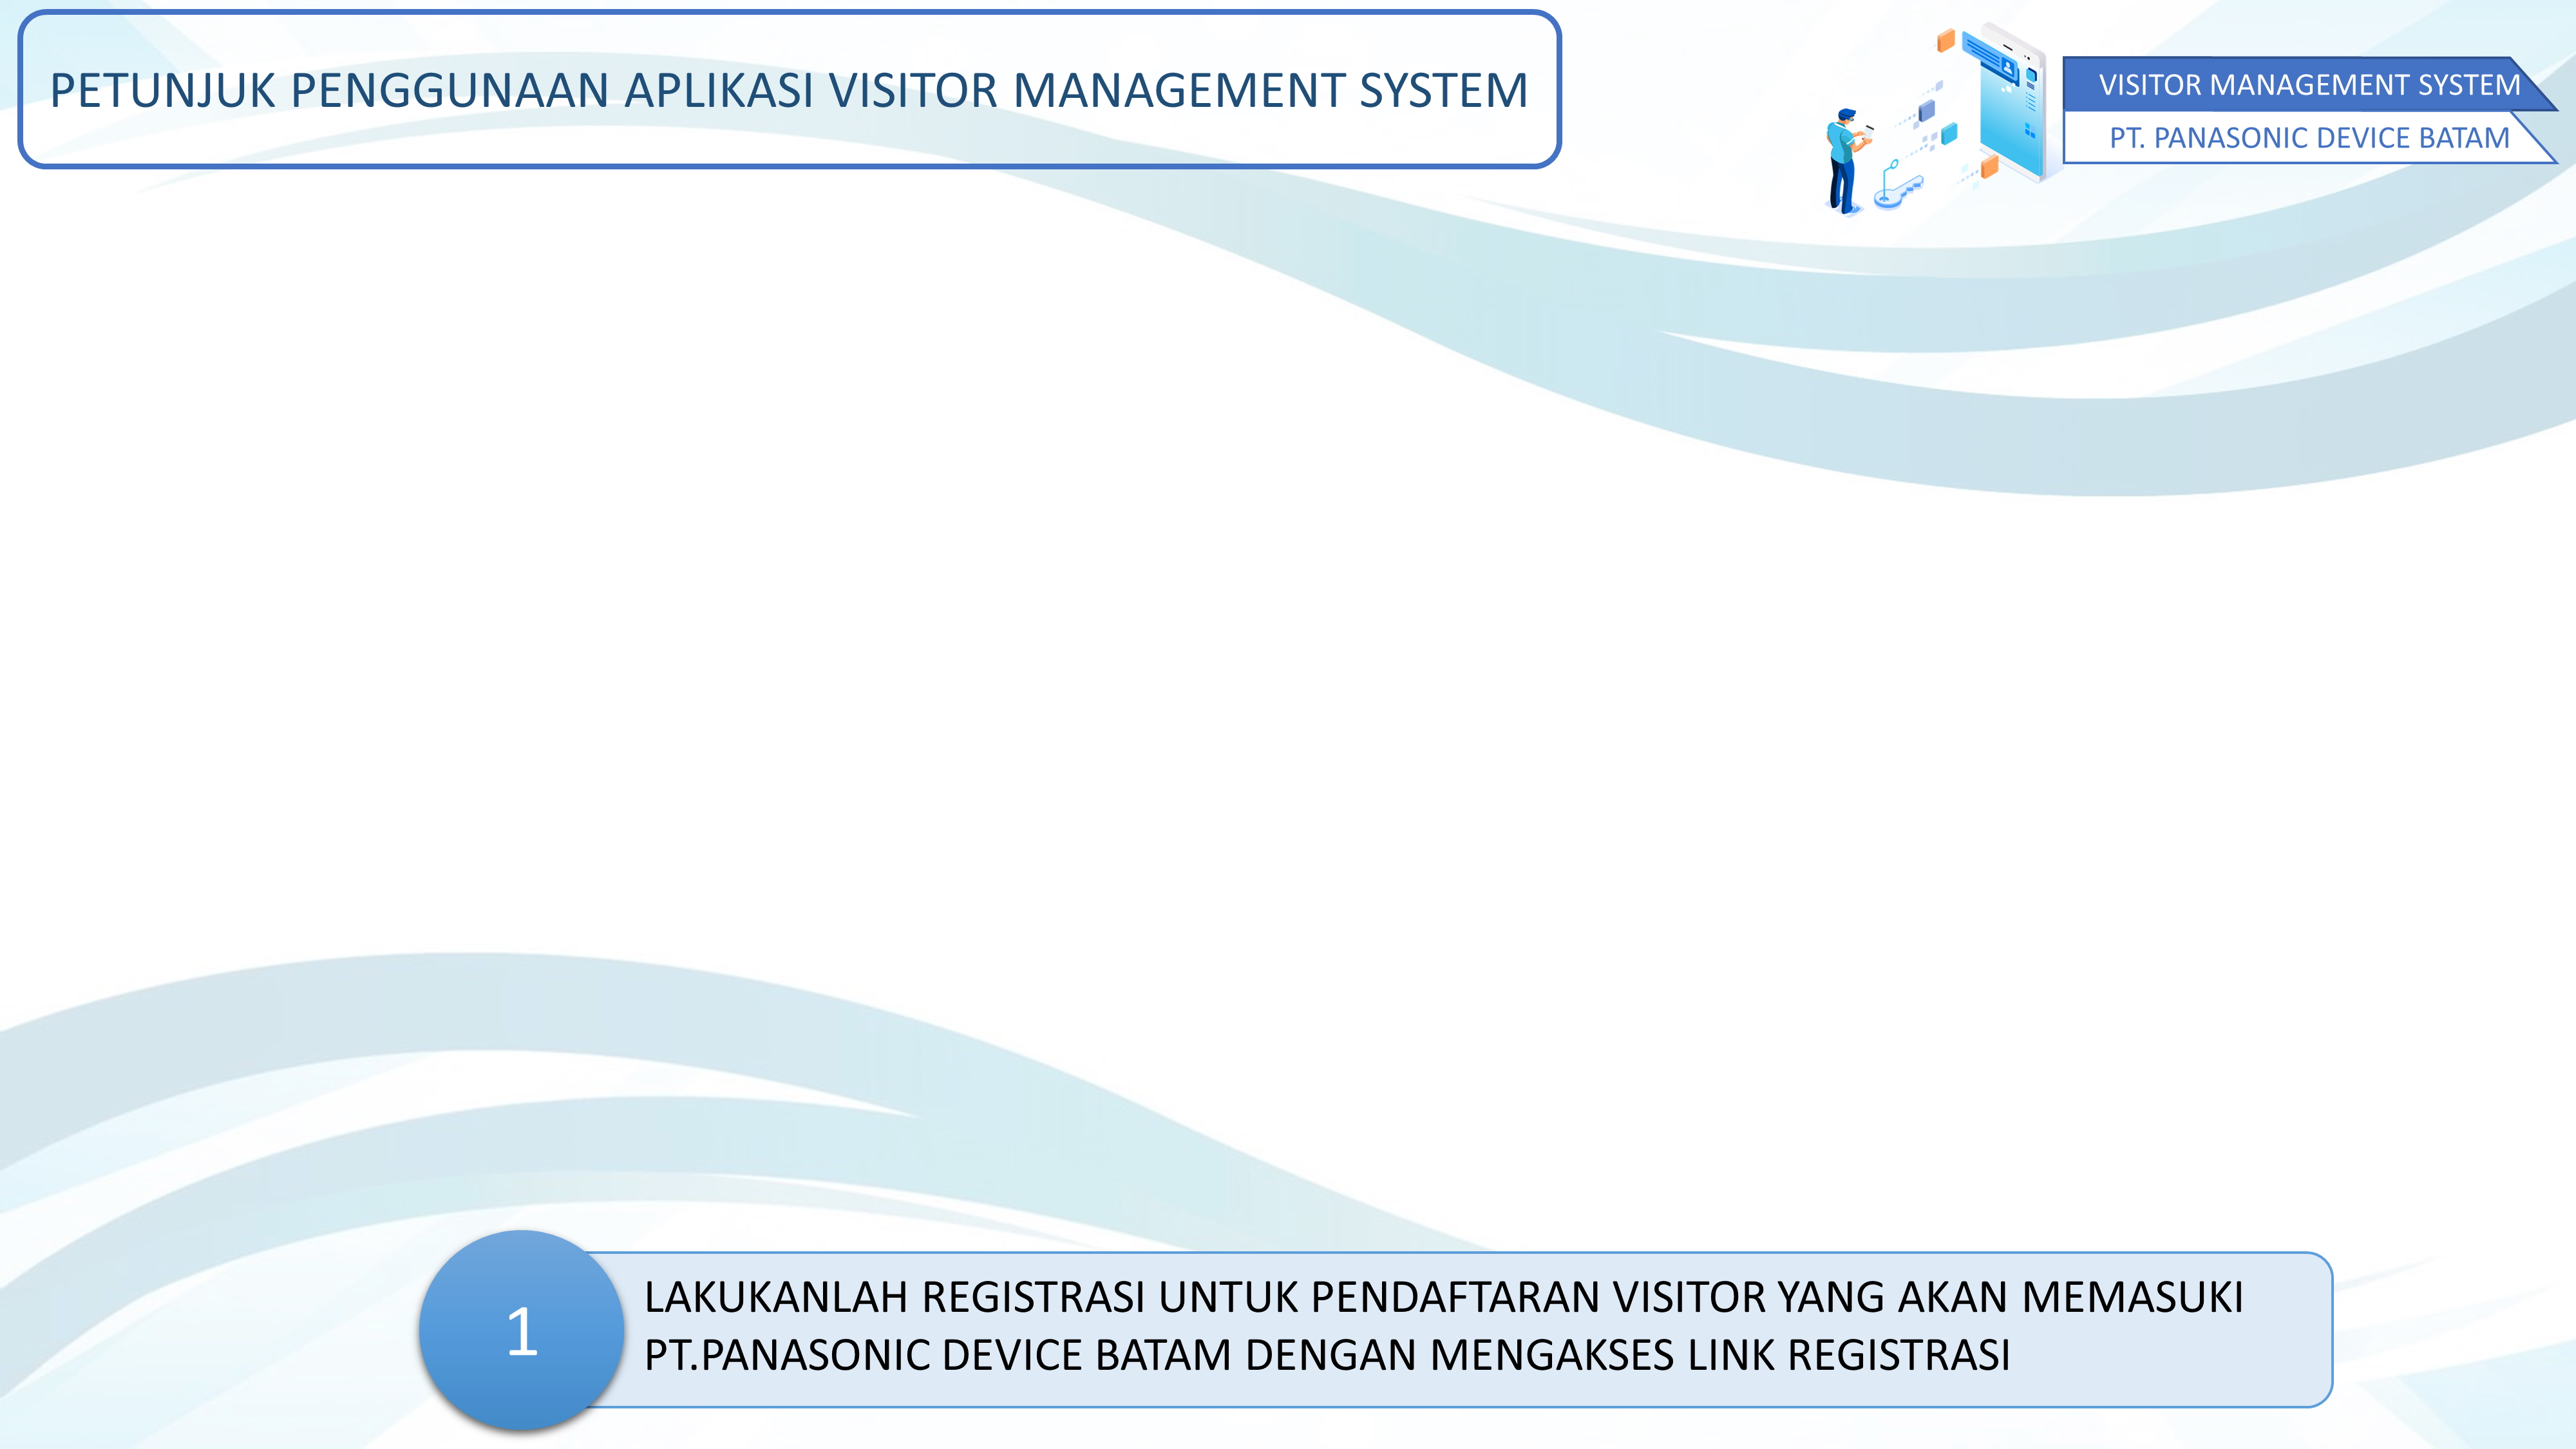 PETUNJUK PENGGUNAAN APLIKASI VISITOR MANAGEMENT SYSTEM
VISITOR MANAGEMENT SYSTEM
PT. PANASONIC DEVICE BATAM
1
LAKUKANLAH REGISTRASI UNTUK PENDAFTARAN VISITOR YANG AKAN MEMASUKI
PT.PANASONIC DEVICE BATAM DENGAN MENGAKSES LINK REGISTRASI